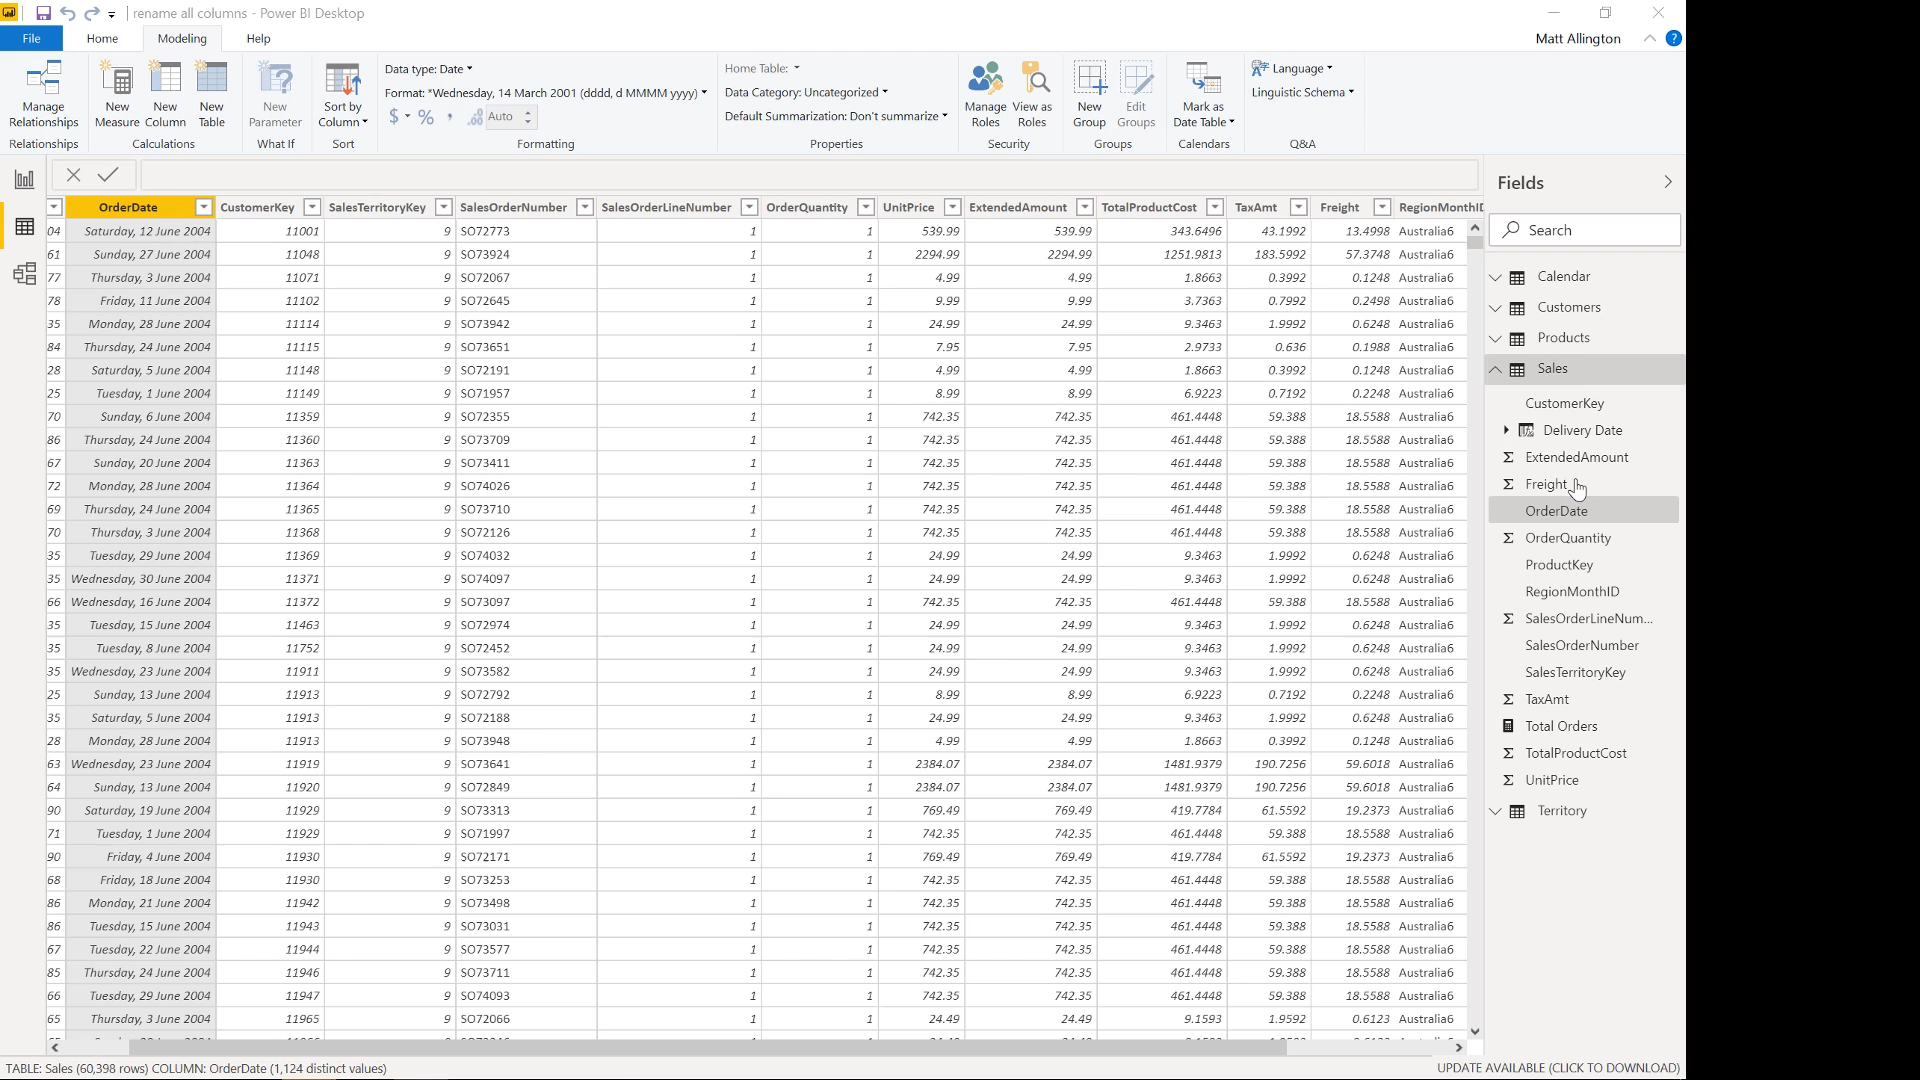 rename all columns - Power BI Desktop
File Home Modeling Help Matt Allington ?
Manage Relationships
New Measure
New Column
New Table
New Parameter
Sort by Column
Data type: Date
Format: *Wednesday, 14 March 2001 (dddd, d MMMM yyyy)
$ % , .00 Auto
Home Table:
Data Category: Uncategorized
Default Summarization: Don't summarize
Manage Roles
View as Roles
New Group
Edit Groups
Mark as Date Table
Language
Linguistic Schema
Relationships Calculations What If Sort Formatting Properties Security Groups Calendars Q&A
OrderDate CustomerKey SalesTerritoryKey SalesOrderNumber SalesOrderLineNumber OrderQuantity UnitPrice ExtendedAmount TotalProductCost TaxAmt Freight RegionMonthID
04 Saturday, 12 June 2004 11001 9 SO72773 1 1 539.99 539.99 343.6496 43.1992 13.4998 Australia6
61 Sunday, 27 June 2004 11048 9 SO73924 1 1 2294.99 2294.99 1251.9813 183.5992 57.3748 Australia6
77 Thursday, 3 June 2004 11071 9 SO72067 1 1 4.99 4.99 1.8663 0.3992 0.1248 Australia6
78 Friday, 11 June 2004 11102 9 SO72645 1 1 9.99 9.99 3.7363 0.7992 0.2498 Australia6
35 Monday, 28 June 2004 11114 9 SO73942 1 1 24.99 24.99 9.3463 1.9992 0.6248 Australia6
84 Thursday, 24 June 2004 11115 9 SO73651 1 1 7.95 7.95 2.9733 0.636 0.1988 Australia6
28 Saturday, 5 June 2004 11148 9 SO72191 1 1 4.99 4.99 1.8663 0.3992 0.1248 Australia6
25 Tuesday, 1 June 2004 11149 9 SO71957 1 1 8.99 8.99 6.9223 0.7192 0.2248 Australia6
70 Sunday, 6 June 2004 11359 9 SO72355 1 1 742.35 742.35 461.4448 59.388 18.5588 Australia6
86 Thursday, 24 June 2004 11360 9 SO73709 1 1 742.35 742.35 461.4448 59.388 18.5588 Australia6
67 Sunday, 20 June 2004 11363 9 SO73411 1 1 742.35 742.35 461.4448 59.388 18.5588 Australia6
72 Monday, 28 June 2004 11364 9 SO74026 1 1 742.35 742.35 461.4448 59.388 18.5588 Australia6
69 Thursday, 24 June 2004 11365 9 SO73710 1 1 742.35 742.35 461.4448 59.388 18.5588 Australia6
70 Thursday, 3 June 2004 11368 9 SO72126 1 1 742.35 742.35 461.4448 59.388 18.5588 Australia6
35 Tuesday, 29 June 2004 11369 9 SO74032 1 1 24.99 24.99 9.3463 1.9992 0.6248 Australia6
35 Wednesday, 30 June 2004 11371 9 SO74097 1 1 24.99 24.99 9.3463 1.9992 0.6248 Australia6
66 Wednesday, 16 June 2004 11372 9 SO73097 1 1 742.35 742.35 461.4448 59.388 18.5588 Australia6
35 Tuesday, 15 June 2004 11463 9 SO72974 1 1 24.99 24.99 9.3463 1.9992 0.6248 Australia6
35 Tuesday, 8 June 2004 11752 9 SO72452 1 1 24.99 24.99 9.3463 1.9992 0.6248 Australia6
35 Wednesday, 23 June 2004 11911 9 SO73582 1 1 24.99 24.99 9.3463 1.9992 0.6248 Australia6
25 Sunday, 13 June 2004 11913 9 SO72792 1 1 8.99 8.99 6.9223 0.7192 0.2248 Australia6
35 Saturday, 5 June 2004 11913 9 SO72188 1 1 24.99 24.99 9.3463 1.9992 0.6248 Australia6
28 Monday, 28 June 2004 11913 9 SO73948 1 1 4.99 4.99 1.8663 0.3992 0.1248 Australia6
63 Wednesday, 23 June 2004 11919 9 SO73641 1 1 2384.07 2384.07 1481.9379 190.7256 59.6018 Australia6
64 Sunday, 13 June 2004 11920 9 SO72849 1 1 2384.07 2384.07 1481.9379 190.7256 59.6018 Australia6
90 Saturday, 19 June 2004 11929 9 SO73313 1 1 769.49 769.49 419.7784 61.5592 19.2373 Australia6
71 Tuesday, 1 June 2004 11929 9 SO71997 1 1 742.35 742.35 461.4448 59.388 18.5588 Australia6
90 Friday, 4 June 2004 11930 9 SO72171 1 1 769.49 769.49 419.7784 61.5592 19.2373 Australia6
68 Friday, 18 June 2004 11930 9 SO73253 1 1 742.35 742.35 461.4448 59.388 18.5588 Australia6
86 Monday, 21 June 2004 11942 9 SO73498 1 1 742.35 742.35 461.4448 59.388 18.5588 Australia6
86 Tuesday, 15 June 2004 11943 9 SO73031 1 1 742.35 742.35 461.4448 59.388 18.5588 Australia6
67 Tuesday, 22 June 2004 11944 9 SO73577 1 1 742.35 742.35 461.4448 59.388 18.5588 Australia6
85 Thursday, 24 June 2004 11946 9 SO73711 1 1 742.35 742.35 461.4448 59.388 18.5588 Australia6
66 Tuesday, 29 June 2004 11947 9 SO74093 1 1 742.35 742.35 461.4448 59.388 18.5588 Australia6
65 Thursday, 3 June 2004 11965 9 SO72066 1 1 24.49 24.49 9.1593 1.9592 0.6123 Australia6
Fields
Search
Calendar
Customers
Products
Sales
CustomerKey
Delivery Date
Σ ExtendedAmount
Σ Freight
OrderDate
Σ OrderQuantity
ProductKey
RegionMonthID
Σ SalesOrderLineNum...
SalesOrderNumber
SalesTerritoryKey
Σ TaxAmt
Total Orders
Σ TotalProductCost
Σ UnitPrice
Territory
TABLE: Sales (60,398 rows) COLUMN: OrderDate (1,124 distinct values)
UPDATE AVAILABLE (CLICK TO DOWNLOAD)